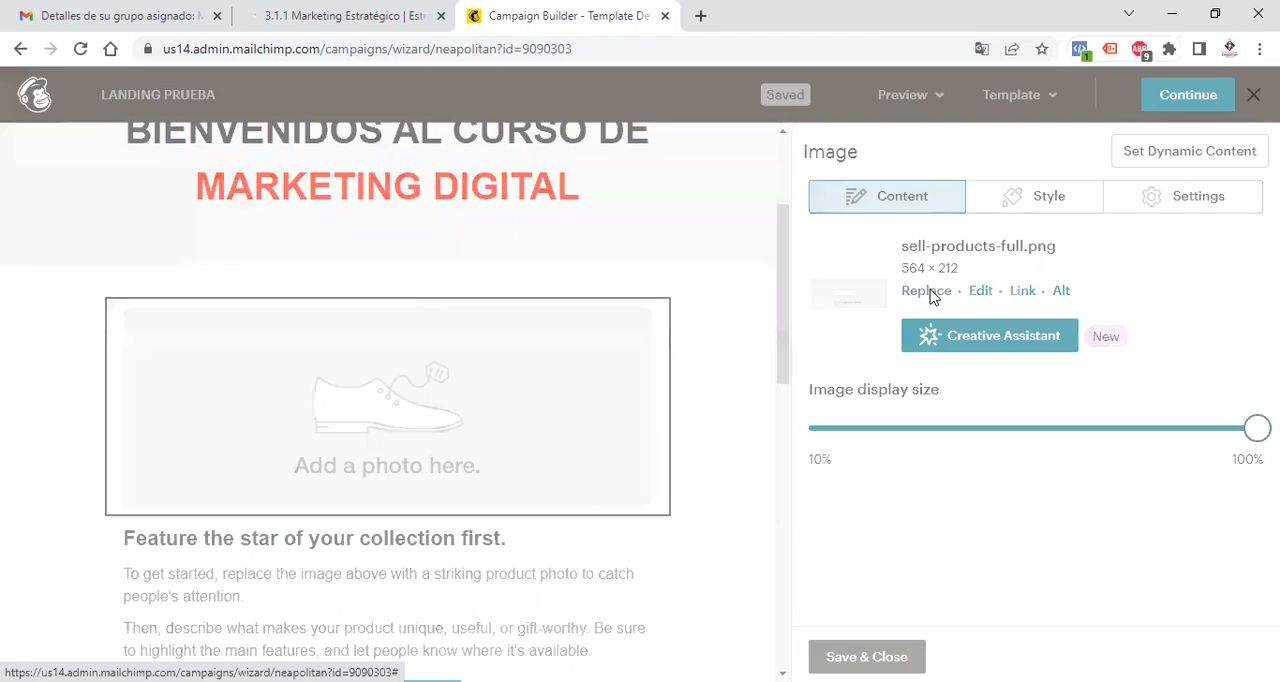 Detalles de su grupo asignado: M
3.1.1 Marketing Estratégico | Estr
Campaign Builder - Template De
us14.admin.mailchimp.com/campaigns/wizard/neapolitan?id=9090303
1
ABP
9
LANDING PRUEBA
Saved
Preview
Template
Continue
BIENVENIDOS AL CURSO DE
MARKETING DIGITAL
Image
Set Dynamic Content
Content
Style
Settings
sell-products-full.png
564 × 212
Replace • Edit • Link • Alt
Creative Assistant
New
Image display size
10%
100%
Add a photo here.
Feature the star of your collection first.
To get started, replace the image above with a striking product photo to catch
people's attention.
Then, describe what makes your product unique, useful, or gift-worthy. Be sure
to highlight the main features, and let people know where it's available.
Save & Close
https://us14.admin.mailchimp.com/campaigns/wizard/neapolitan?id=9090303#